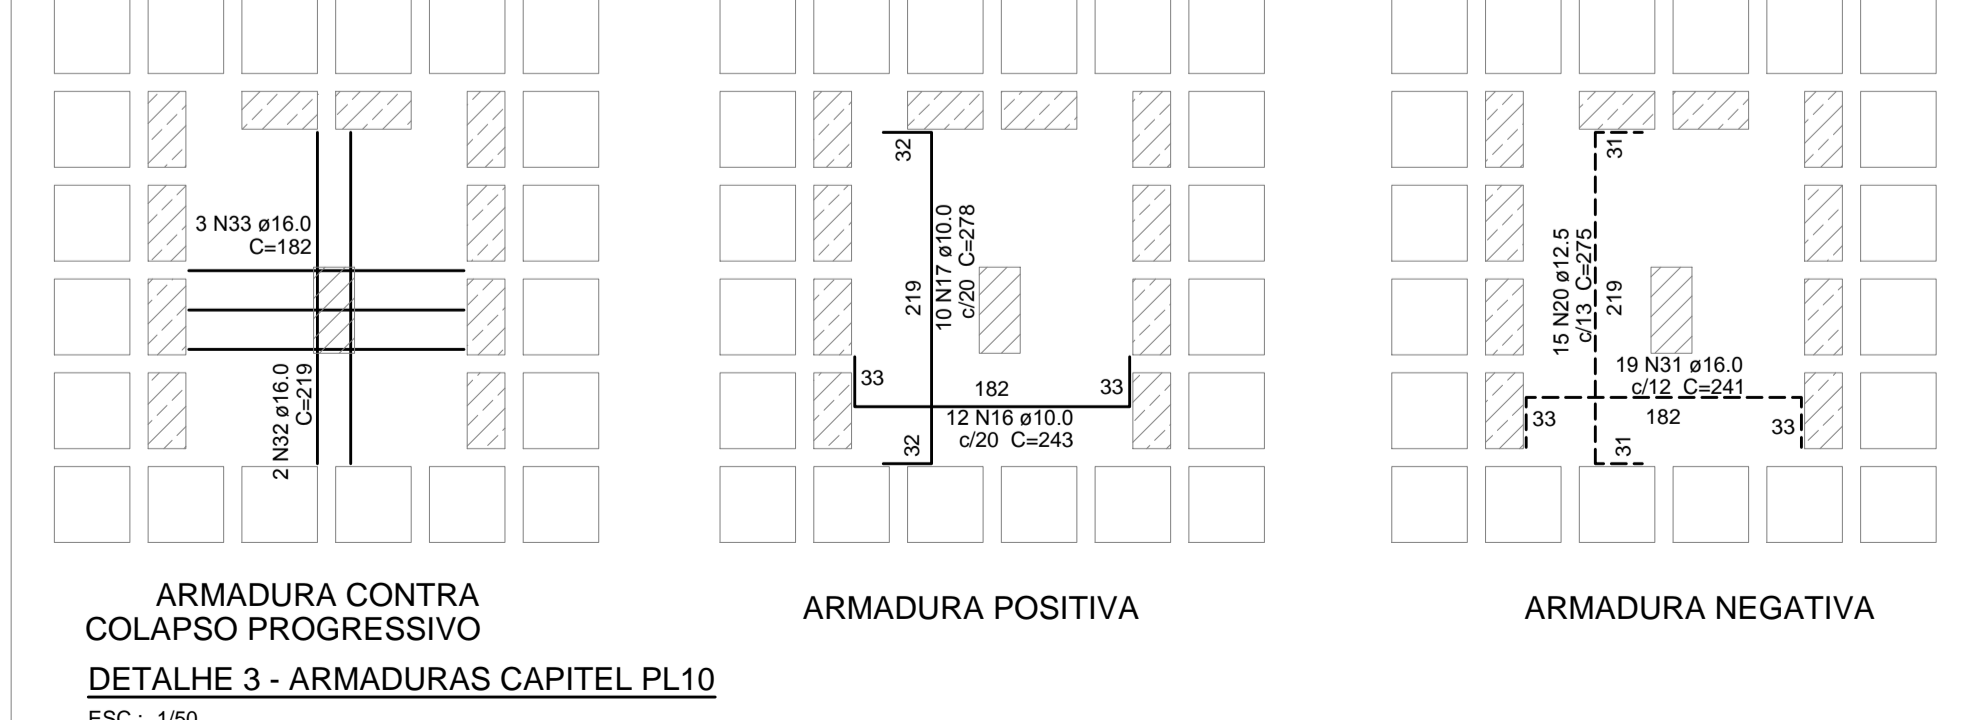 3 N33 ø16.0
C=182
2 N32 ø16.0
C=219
ARMADURA CONTRA
COLAPSO PROGRESSIVO
32
219
10 N17 ø10.0
c/20 C=278
33
182
33
12 N16 ø10.0
c/20 C=243
32
ARMADURA POSITIVA
31
15 N20 ø12.5
c/13 C=275
219
19 N31 ø16.0
c/12 C=241
33
182
33
31
ARMADURA NEGATIVA
DETALHE 3 - ARMADURAS CAPITEL PL10
ESC.: 1/50